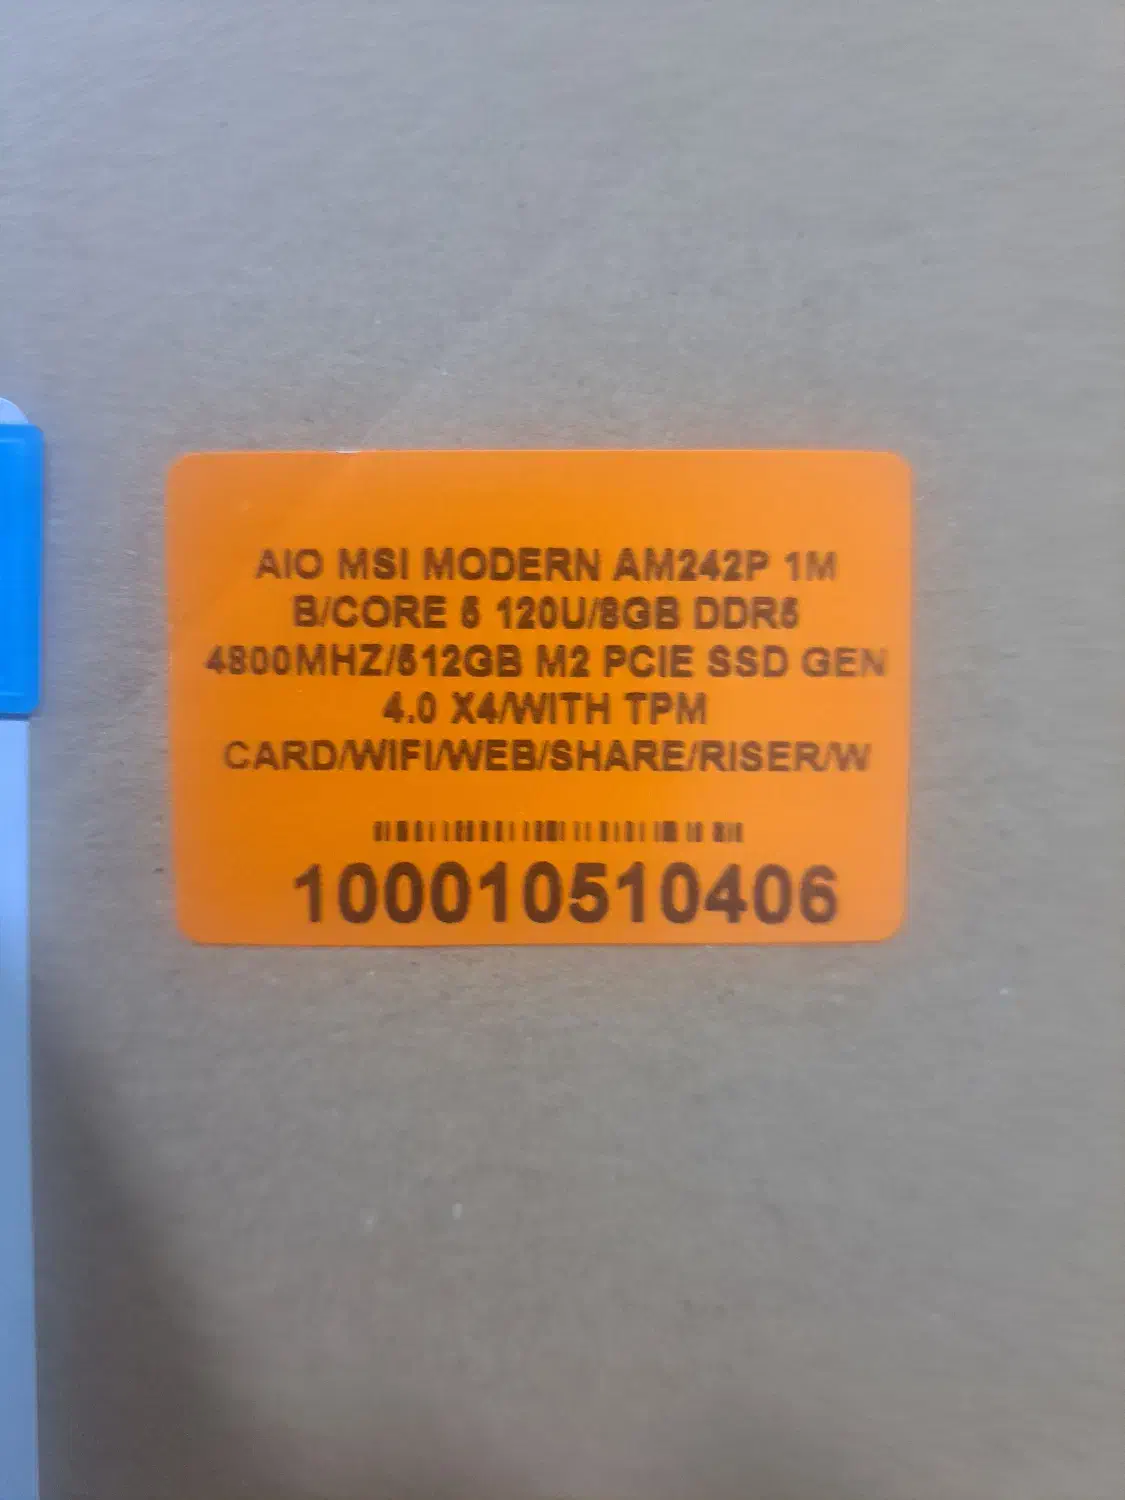 AIO MSI MODERN AM242P 1M
B/CORE 5 120U/8GB DDR5
4800MHZ/512GB M2 PCIE SSD GEN
4.0 X4/WITH TPM
CARD/WIFI/WEB/SHARE/RISER/W
100010510406